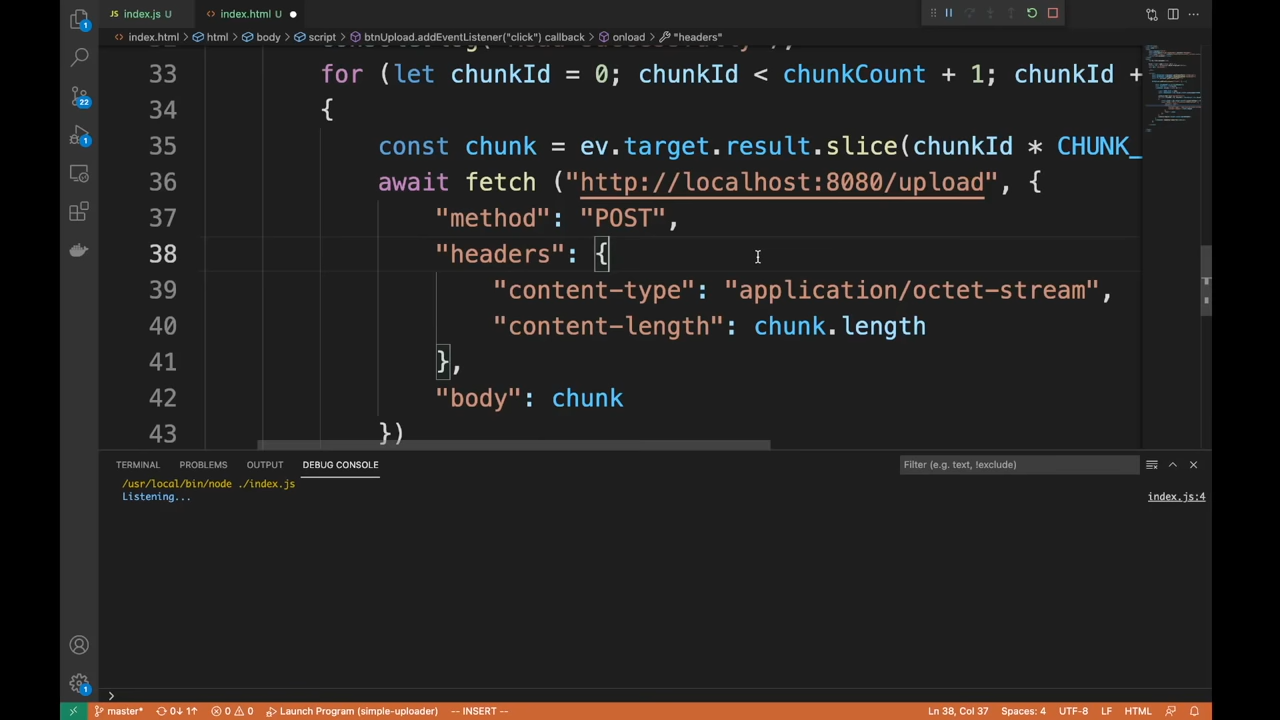 index.js U
index.html
index.html > html > body > script > btnUpload.addEventListener("click") callback > onload > "headers"
33 for (let chunkId = 0; chunkId < chunkCount + 1; chunkId +
34 {
35 const chunk = ev.target.result.slice(chunkId * CHUNK_
36 await fetch ("http://localhost:8080/upload", {
37 "method": "POST",
38 "headers": {
39 "content-type": "application/octet-stream",
40 "content-length": chunk.length
41 },
42 "body": chunk
43 })
TERMINAL PROBLEMS OUTPUT DEBUG CONSOLE Filter (e.g. text, !exclude)
/usr/local/bin/node ./index.js
Listening... index.js:4
1
22
1
1
master* 0↓ 1↑ 0 0 Launch Program (simple-uploader) -- INSERT -- Ln 38, Col 37 Spaces: 4 UTF-8 LF HTML